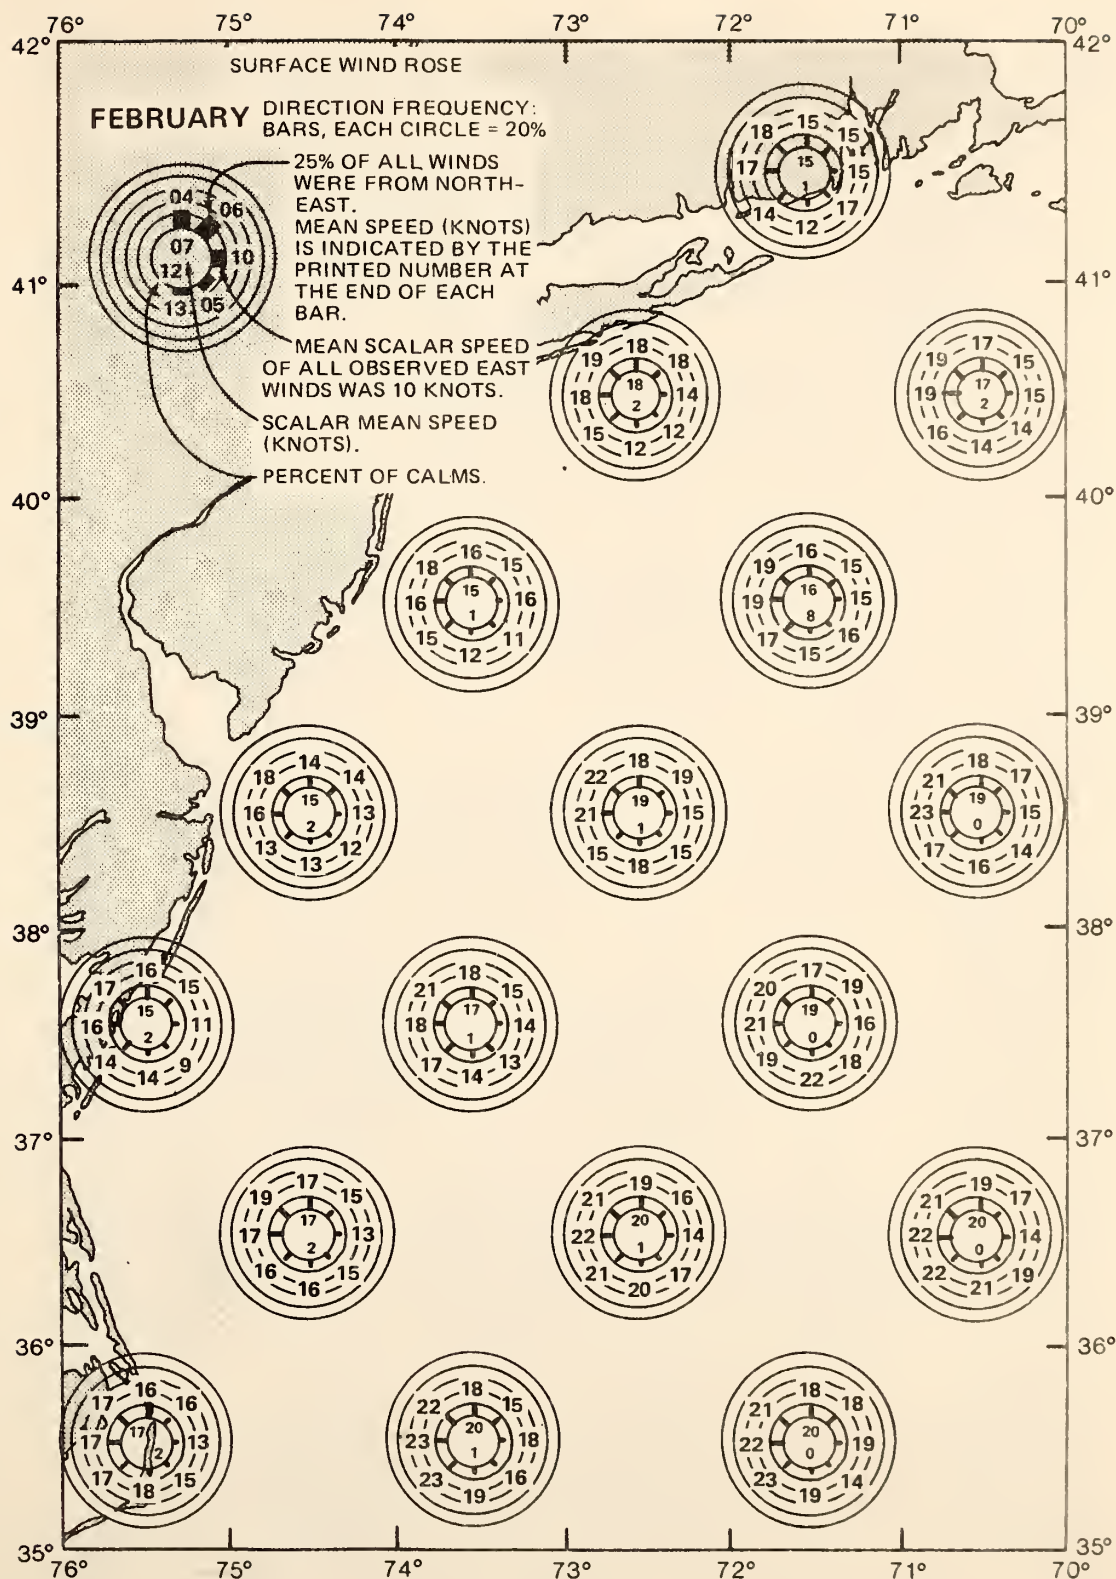 76° 75° 74° 73° 72° 71° 70°
42° 42°
SURFACE WIND ROSE
FEBRUARY DIRECTION FREQUENCY:
BARS, EACH CIRCLE = 20%
25% OF ALL WINDS
WERE FROM NORTH-
EAST.
MEAN SPEED (KNOTS)
IS INDICATED BY THE
PRINTED NUMBER AT
THE END OF EACH
BAR.
MEAN SCALAR SPEED
OF ALL OBSERVED EAST
WINDS WAS 10 KNOTS.
SCALAR MEAN SPEED
(KNOTS).
PERCENT OF CALMS.
04 06
07 10
12
13 05
15
18 15
17 15 15
1
14 17
12
41° 41°
18
19 18
18 18 14
2
15 12
12
17
19 15
19 17 15
2
16 14
14
40° 40°
16
18 15
16 15 16
1
15 11
12
16
19 15
19 16 15
8
17 16
15
39° 39°
14
18 14
16 15 13
2
13 12
13
18
22 19
21 19 15
1
15 15
18
18
21 17
23 19 15
0
17 14
16
38° 38°
16
17 15
16 15 11
2
14 9
14
18
21 15
18 17 14
1
17 13
14
17
20 19
21 19 16
0
19 18
22
37° 37°
17
19 15
17 17 13
2
16 15
16
19
21 16
22 20 14
1
21 17
20
19
21 17
22 20 14
0
22 19
21
36° 36°
16
17 16
17 17 13
2
17 15
18
18
22 15
23 20 18
1
23 16
19
18
21 18
22 20 19
0
23 14
19
35° 35°
76° 75° 74° 73° 72° 71° 70°